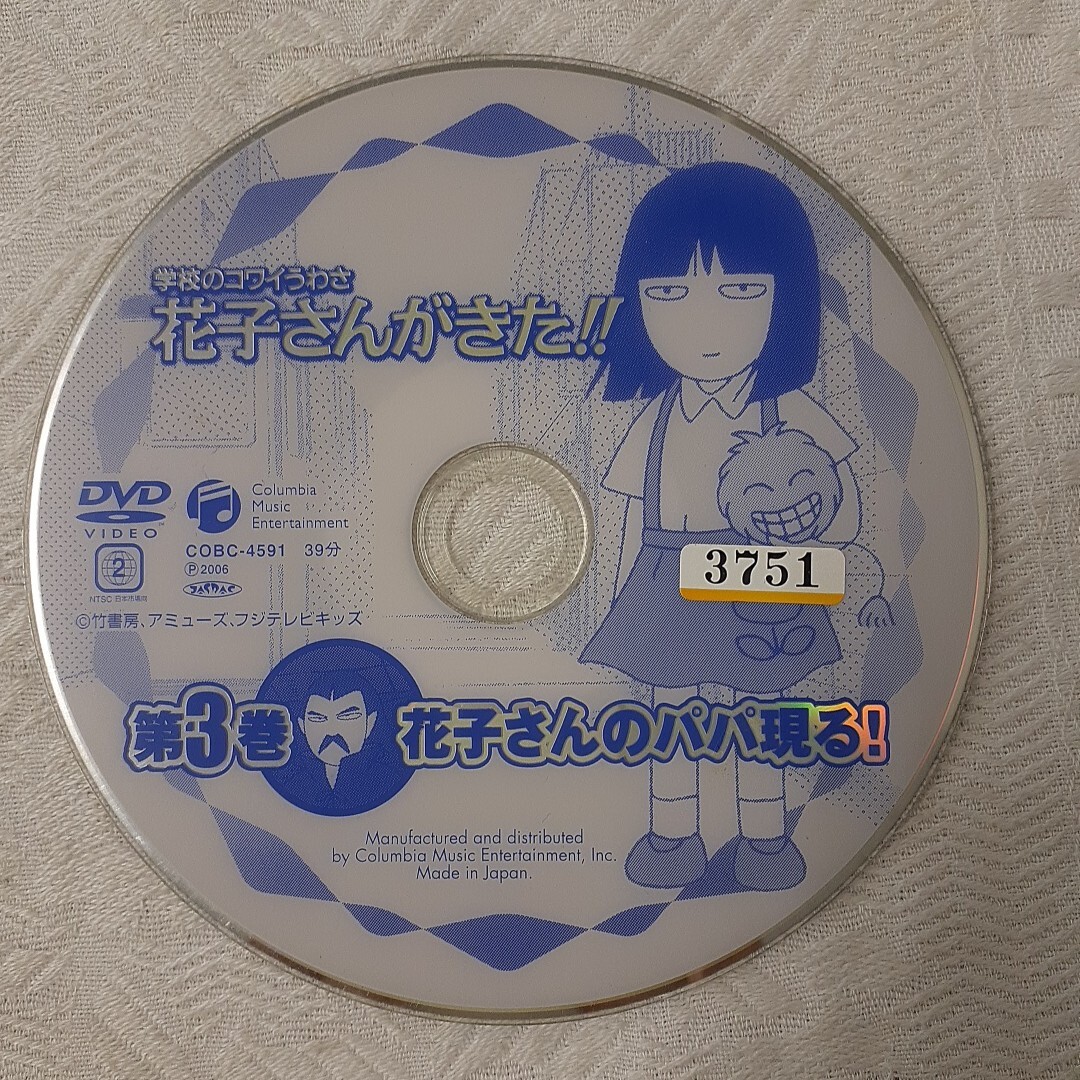 学校のコワイうわさ
花子さんがきた!!
DVD
VIDEO
Columbia
Music
Entertainment
2
NTSC 日本市場向
COBC-4591 39分
Ⓟ2006
JASRAC
©竹書房、アミューズ、フジテレビキッズ
3751
第3巻 花子さんのパパ現る!
Manufactured and distributed
by Columbia Music Entertainment, Inc.
Made in Japan.